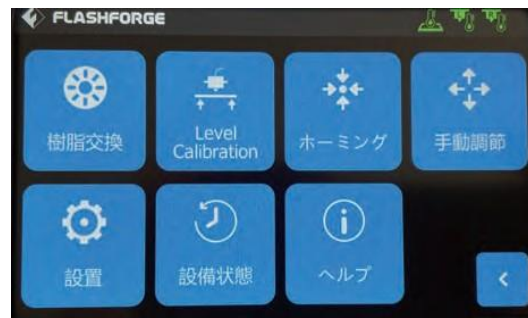 FLASHFORGE
樹脂交換
Level
Calibration
ホーミング
手動調節
設置
設備状態
ヘルプ